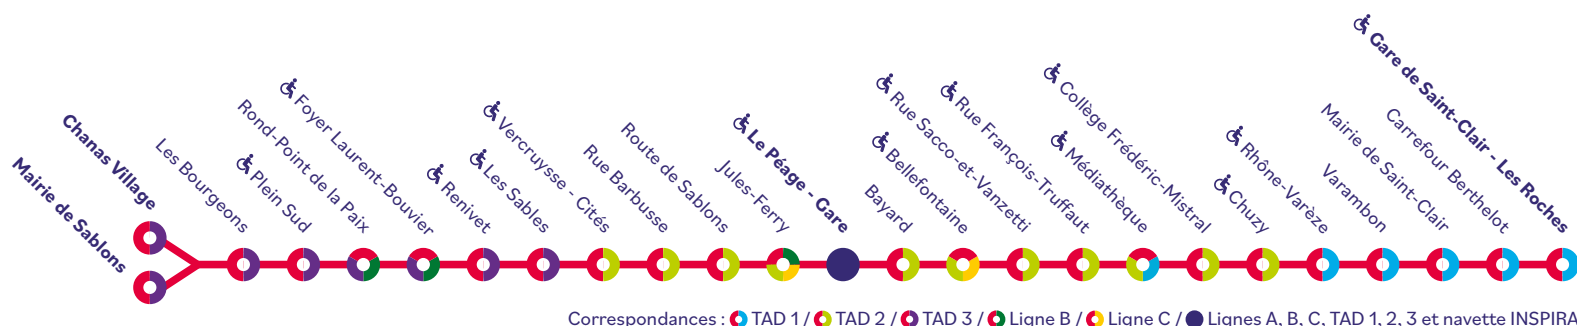 Mairie de Sablons
Chanas Village
Les Bourgeons
Plein Sud
Rond-Point de la Paix
Foyer Laurent-Bouvier
Renivet
Les Sables
Vercruysse - Cités
Rue Barbusse
Route de Sablons
Jules-Ferry
Le Péage - Gare
Bayard
Bellefontaine
Rue Sacco-et-Vanzetti
Rue François-Truffaut
Médiathèque
Collège Frédéric-Mistral
Chuzy
Rhône-Varèze
Varambon
Mairie de Saint-Clair
Carrefour Berthelot
Gare de Saint-Clair - Les Roches
Correspondances : TAD 1 / TAD 2 / TAD 3 / Ligne B / Ligne C / Lignes A, B, C, TAD 1, 2, 3 et navette INSPIRA